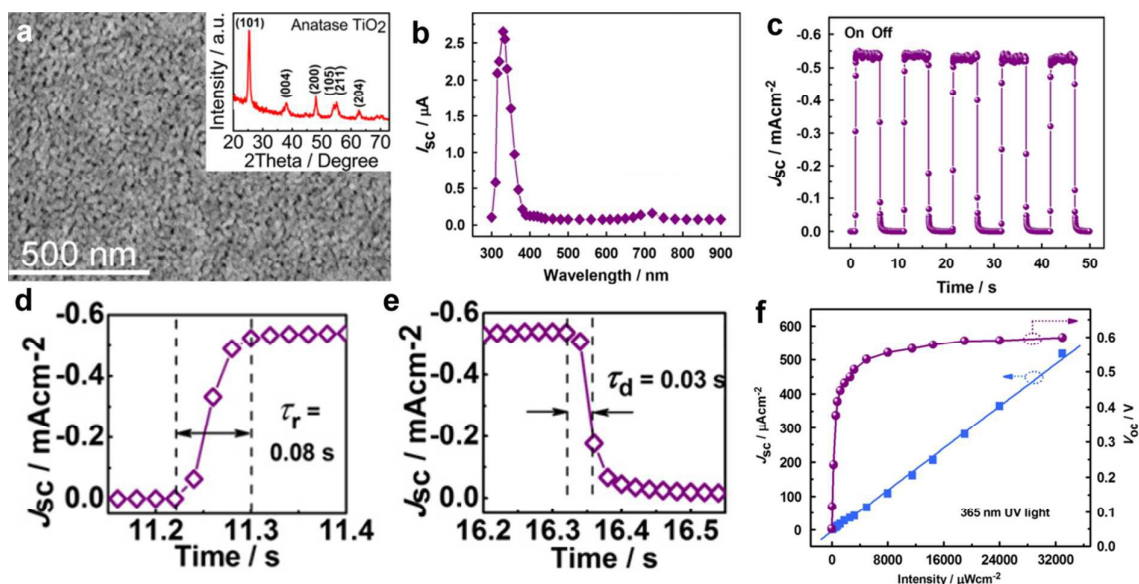 a
Anatase TiO2
(101)
(004)
(200)
(105)
(211)
(204)
Intensity / a.u.
20 30 40 50 60 70
2Theta / Degree
500 nm
b
Isc / μA
2.5
2.0
1.5
1.0
0.5
0.0
300 400 500 600 700 800 900
Wavelength / nm
c
On Off
Jsc / mAcm-2
-0.6
-0.5
-0.4
-0.3
-0.2
-0.1
0.0
0 10 20 30 40 50
Time / s
d
Jsc / mAcm-2
-0.6
-0.4
-0.2
0.0
τr =
0.08 s
11.2 11.3 11.4
Time / s
e
Jsc / mAcm-2
-0.6
-0.4
-0.2
0.0
τd = 0.03 s
16.2 16.3 16.4 16.5
Time / s
f
Jsc / μAcm-2
600
500
400
300
200
100
0
Voc / V
0.6
0.5
0.4
0.3
0.2
0.1
0.0
365 nm UV light
0 8000 16000 24000 32000
Intensity / μWcm-2